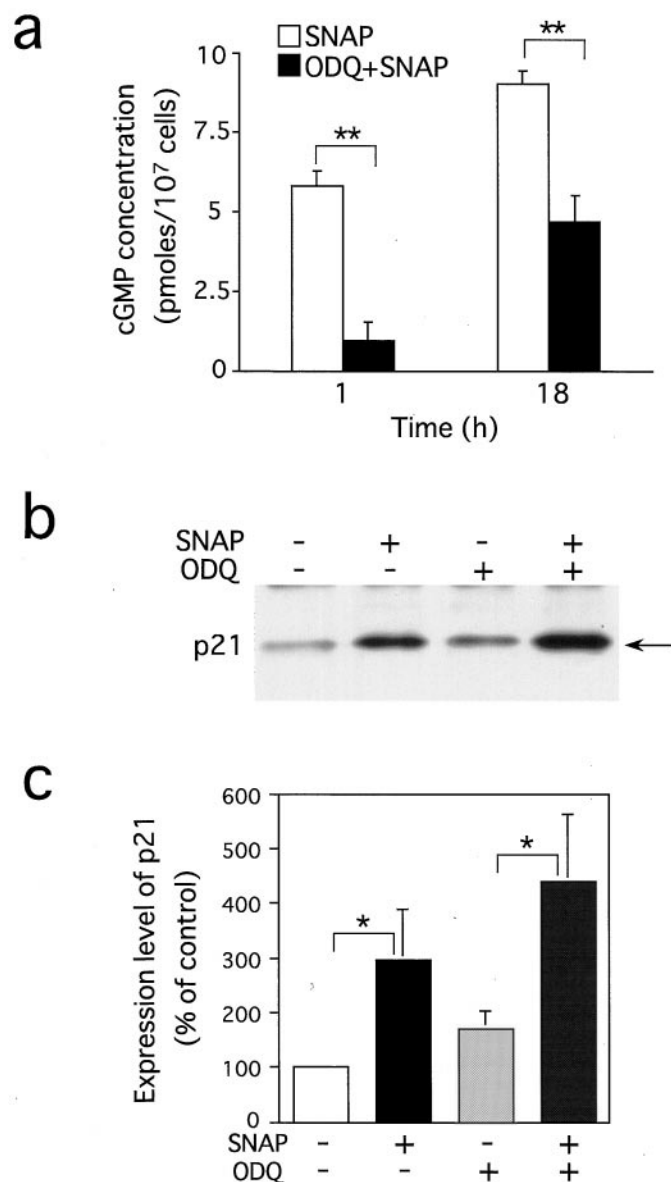 a
SNAP
ODQ+SNAP
**
**
cGMP concentration
(pmoles/10⁷ cells)
10
7.5
5
2.5
0
1 18
Time (h)
b
SNAP - + - +
ODQ - - + +
p21
c
Expression level of p21
(% of control)
600
500
400
300
200
100
0
*
*
SNAP - + - +
ODQ - - + +